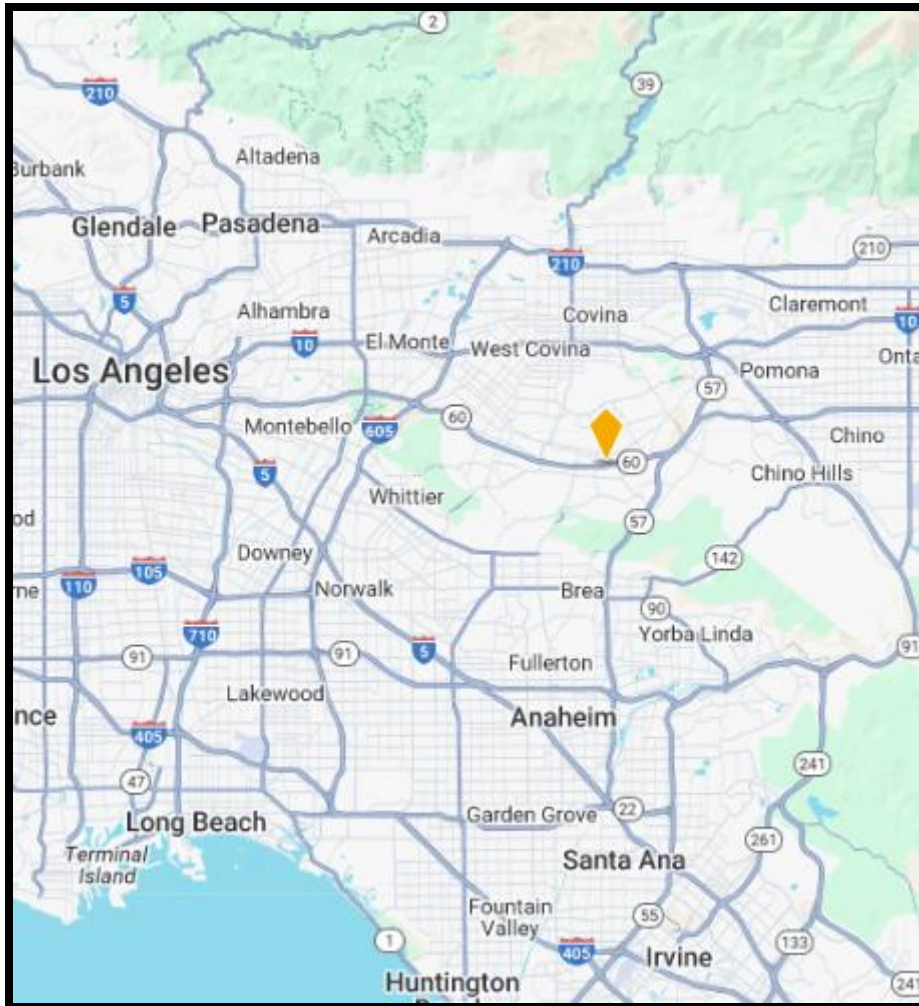 2
210
39
Altadena
Burbank
Glendale
Pasadena
Arcadia
210
210
5
Alhambra
Covina
Claremont
10
El Monte
West Covina
10
Onta
Los Angeles
Pomona
57
Montebello
605
60
Chino
5
60
Chino Hills
Whittier
57
od
Downey
142
105
110
rne
Norwalk
Brea
90
710
Yorba Linda
91
91
5
Fullerton
91
Lakewood
nce
Anaheim
405
47
241
Long Beach
Garden Grove
22
Terminal
Island
Santa Ana
261
Fountain
Valley
55
1
405
Irvine
133
Huntington
241